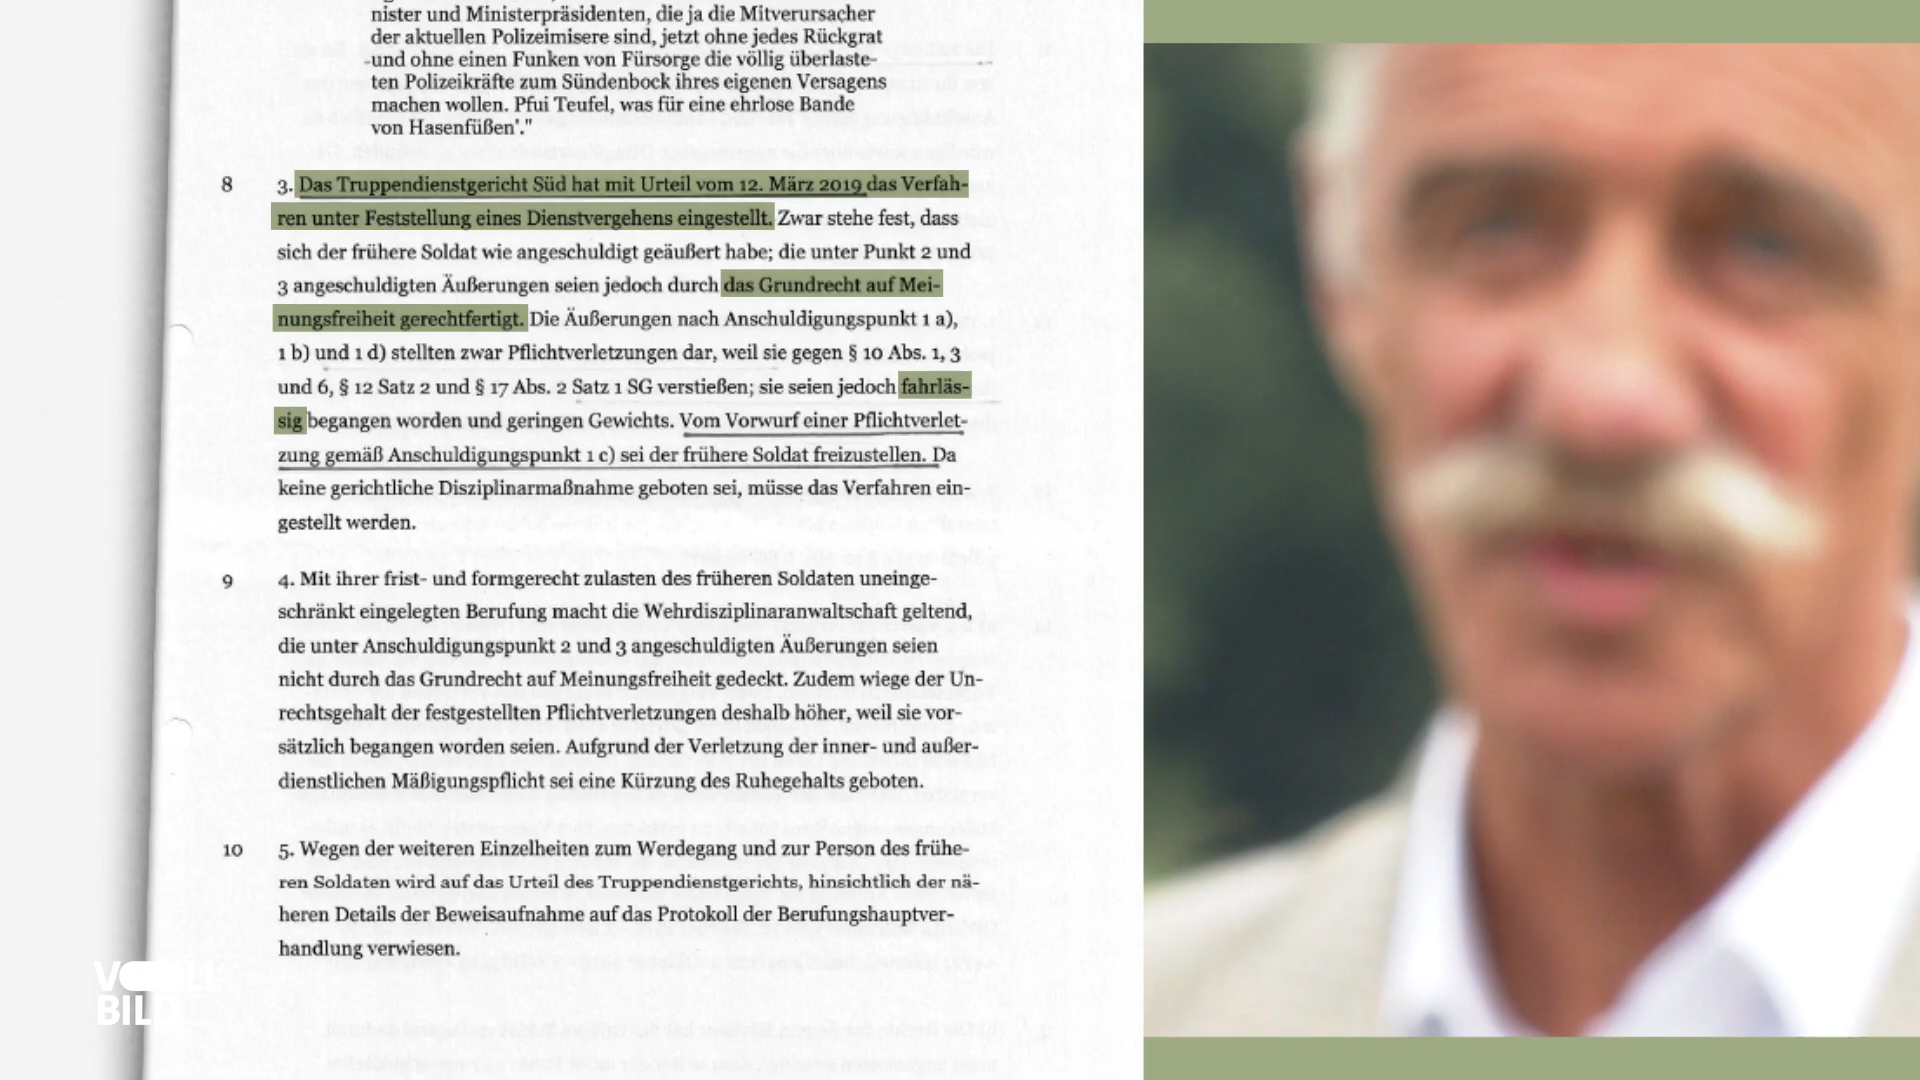 nister und Ministerpräsidenten, die ja die Mitverursacher
der aktuellen Polizeimisere sind, jetzt ohne jedes Rückgrat
und ohne einen Funken von Fürsorge die völlig überlaste-
ten Polizeikräfte zum Sündenbock ihres eigenen Versagens
machen wollen. Pfui Teufel, was für eine ehrlose Bande
von Hasenfüßen'."
8 3. Das Truppendienstgericht Süd hat mit Urteil vom 12. März 2019 das Verfah-
ren unter Feststellung eines Dienstvergehens eingestellt. Zwar stehe fest, dass
sich der frühere Soldat wie angeschuldigt geäußert habe; die unter Punkt 2 und
3 angeschuldigten Äußerungen seien jedoch durch das Grundrecht auf Mei-
nungsfreiheit gerechtfertigt. Die Äußerungen nach Anschuldigungspunkt 1 a),
1 b) und 1 d) stellten zwar Pflichtverletzungen dar, weil sie gegen § 10 Abs. 1, 3
und 6, § 12 Satz 2 und § 17 Abs. 2 Satz 1 SG verstießen; sie seien jedoch fahrläs-
sig begangen worden und geringen Gewichts. Vom Vorwurf einer Pflichtverlet-
zung gemäß Anschuldigungspunkt 1 c) sei der frühere Soldat freizustellen. Da
keine gerichtliche Disziplinarmaßnahme geboten sei, müsse das Verfahren ein-
gestellt werden.
9 4. Mit ihrer frist- und formgerecht zulasten des früheren Soldaten uneinge-
schränkt eingelegten Berufung macht die Wehrdisziplinaranwaltschaft geltend,
die unter Anschuldigungspunkt 2 und 3 angeschuldigten Äußerungen seien
nicht durch das Grundrecht auf Meinungsfreiheit gedeckt. Zudem wiege der Un-
rechtsgehalt der festgestellten Pflichtverletzungen deshalb höher, weil sie vor-
sätzlich begangen worden seien. Aufgrund der Verletzung der inner- und außer-
dienstlichen Mäßigungspflicht sei eine Kürzung des Ruhegehalts geboten.
10 5. Wegen der weiteren Einzelheiten zum Werdegang und zur Person des frühe-
ren Soldaten wird auf das Urteil des Truppendienstgerichts, hinsichtlich der nä-
heren Details der Beweisaufnahme auf das Protokoll der Berufungshauptver-
handlung verwiesen.